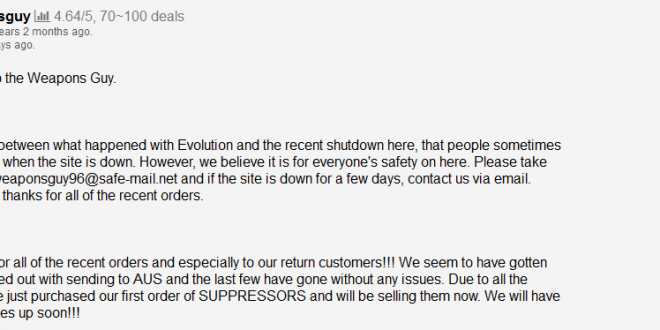 sguy 4.64/5, 70~100 deals
ears 2 months ago.
ys ago.
o the Weapons Guy.
between what happened with Evolution and the recent shutdown here, that people sometimes
when the site is down. However, we believe it is for everyone's safety on here. Please take
eaponsguy96@safe-mail.net and if the site is down for a few days, contact us via email.
thanks for all of the recent orders.
or all of the recent orders and especially to our return customers!!! We seem to have gotten
ed out with sending to AUS and the last few have gone without any issues. Due to all the
e just purchased our first order of SUPPRESSORS and will be selling them now. We will have
es up soon!!!